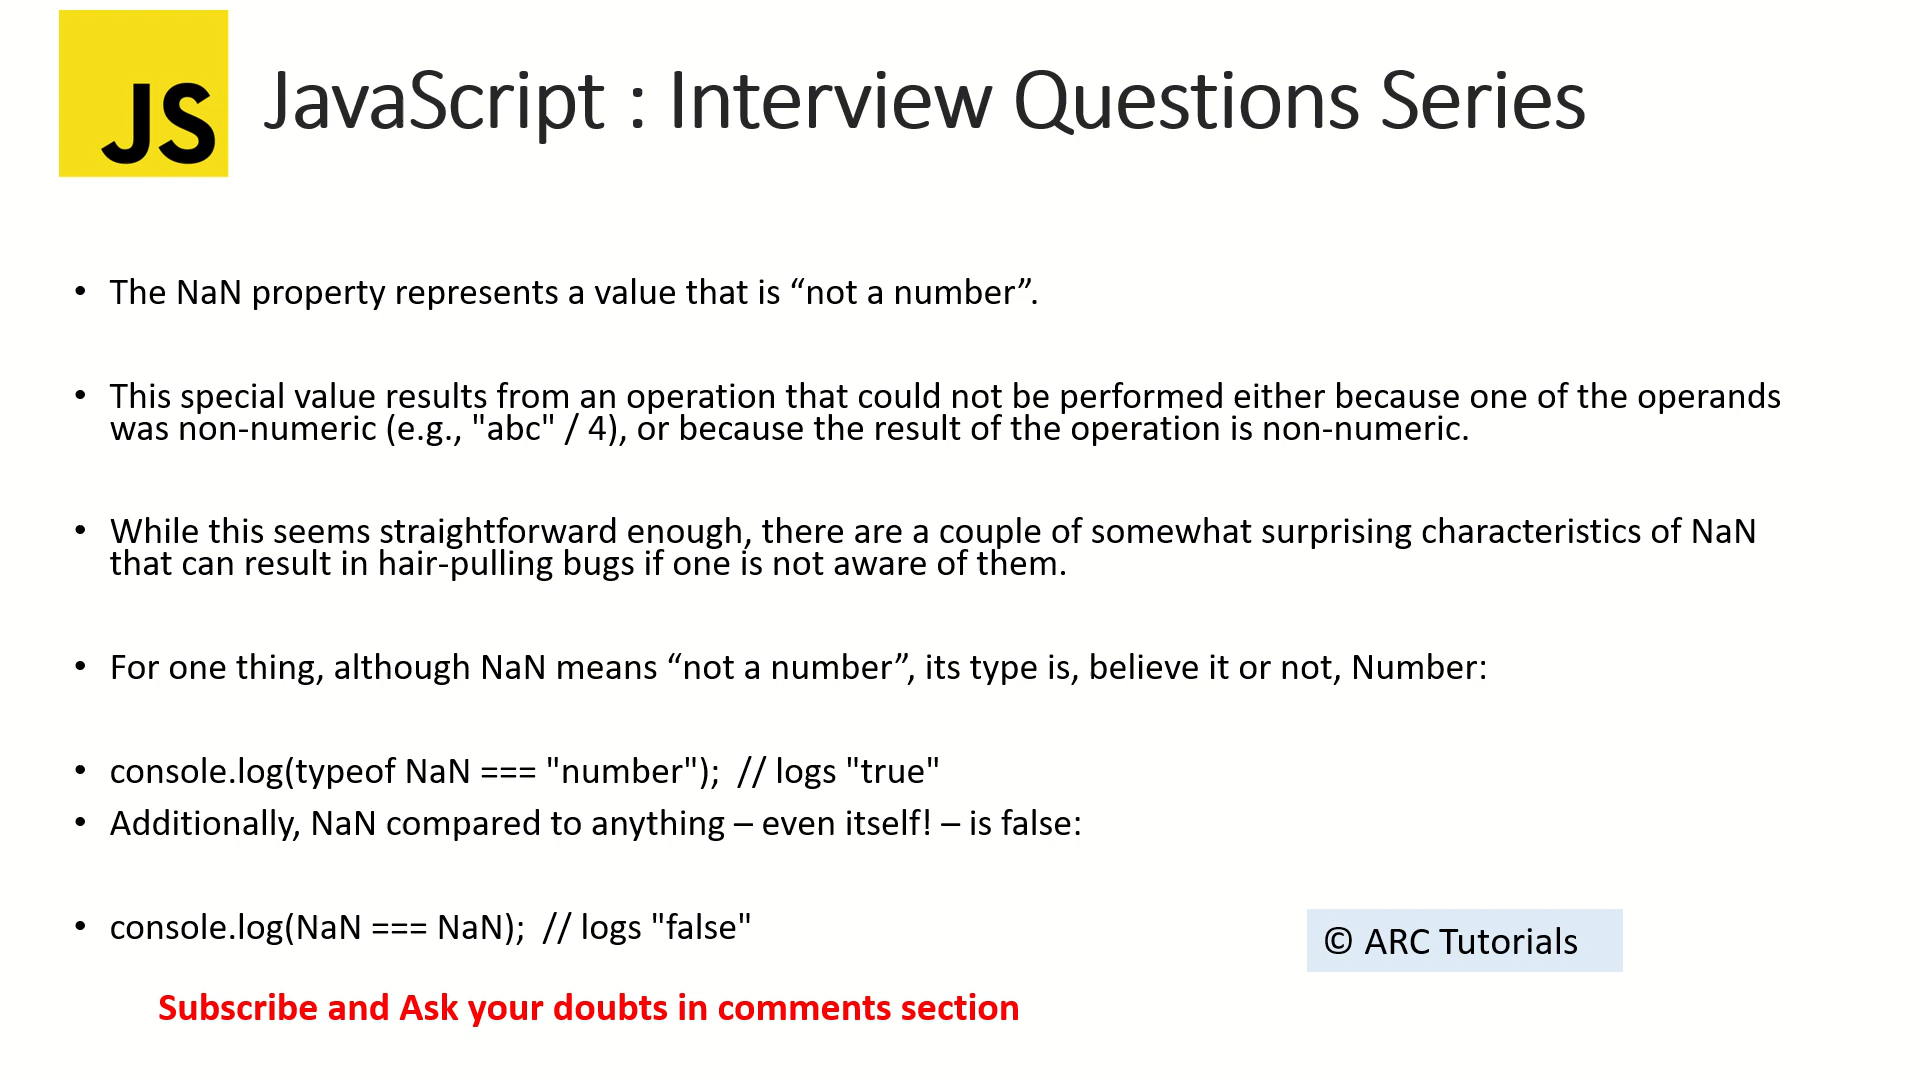 JS
JavaScript : Interview Questions Series
• The NaN property represents a value that is “not a number”.
• This special value results from an operation that could not be performed either because one of the operands
was non-numeric (e.g., "abc" / 4), or because the result of the operation is non-numeric.
• While this seems straightforward enough, there are a couple of somewhat surprising characteristics of NaN
that can result in hair-pulling bugs if one is not aware of them.
• For one thing, although NaN means “not a number”, its type is, believe it or not, Number:
• console.log(typeof NaN === "number");  // logs "true"
• Additionally, NaN compared to anything – even itself! – is false:
• console.log(NaN === NaN);  // logs "false"
© ARC Tutorials
Subscribe and Ask your doubts in comments section